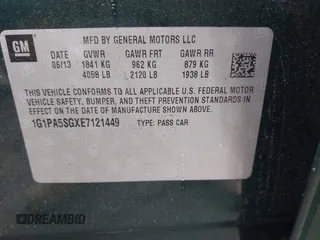 GM
MFD BY GENERAL MOTORS LLC
DATE GVWR GAWR FRT GAWR RR
05/13 1841 KG 962 KG 879 KG
4058 LB 2120 LB 1938 LB
THIS VEHICLE CONFORMS TO ALL APPLICABLE U.S. FEDERAL MOTOR
VEHICLE SAFETY, BUMPER, AND THEFT PREVENTION STANDARDS
IN EFFECT ON THE DATE OF MANUFACTURE SHOWN ABOVE.
1G1PA5SGXE7121449
TYPE: PASS CAR
DREAMBID